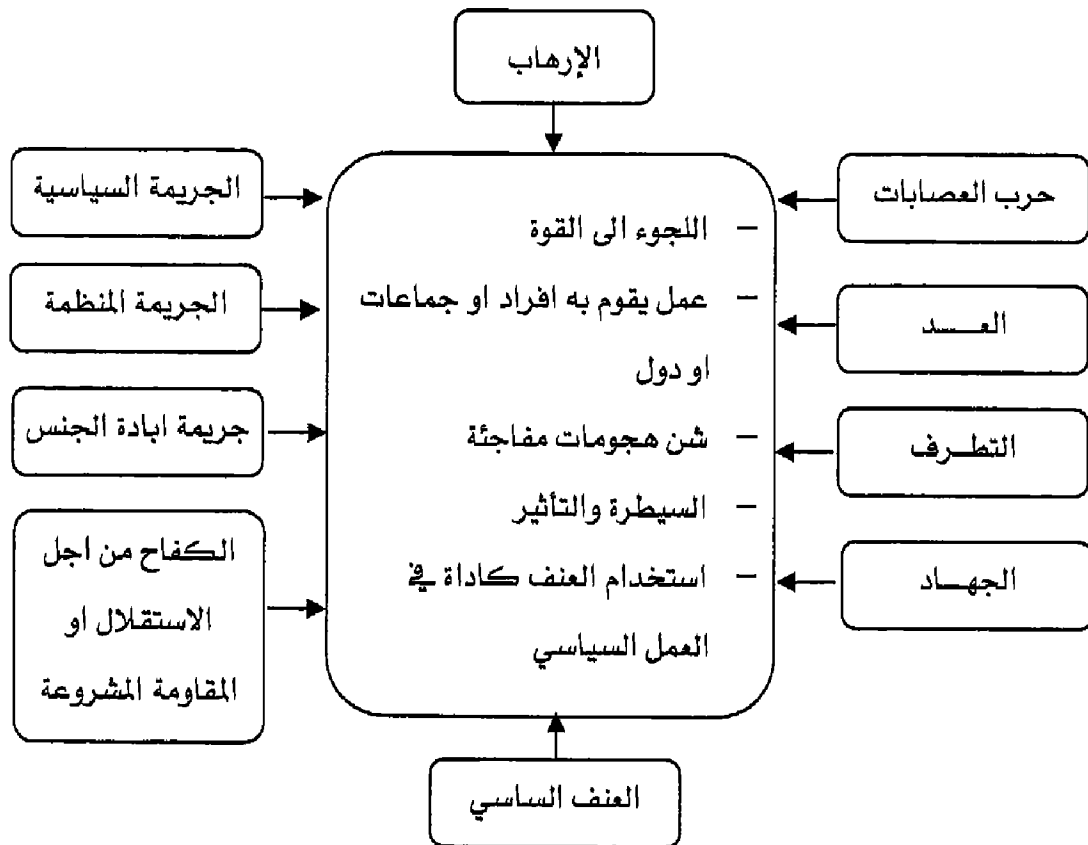 الإرهاب
حرب العصابات
العـــــد
التطـــرف
الجهـــاد
– اللجوء الى القوة
– عمل يقوم به افراد او جماعات
او دول
– شن هجومات مفاجئة
– السيطرة والتأثير
– استخدام العنف كاداة في
العمل السياسي
الجريمة السياسية
الجريمة المنظمة
جريمة ابادة الجنس
الكفاح من اجل
الاستقلال او
المقاومة المشروعة
العنف الساسي